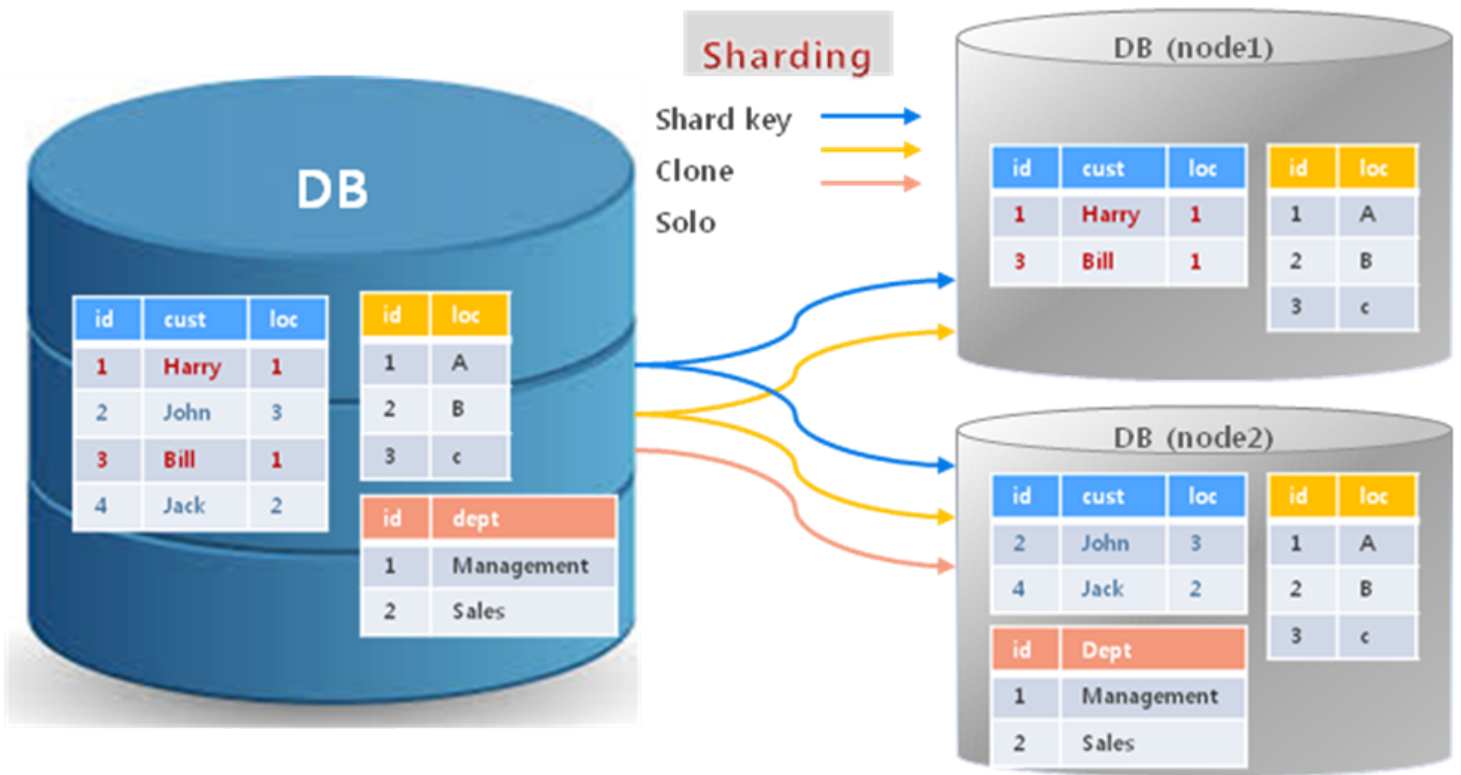 Sharding
Shard key
Clone
Solo
DB
id cust loc
1 Harry 1
2 John 3
3 Bill 1
4 Jack 2
id loc
1 A
2 B
3 c
id dept
1 Management
2 Sales
DB (node1)
id cust loc
1 Harry 1
3 Bill 1
id loc
1 A
2 B
3 c
DB (node2)
id cust loc
2 John 3
4 Jack 2
id loc
1 A
2 B
3 c
id Dept
1 Management
2 Sales